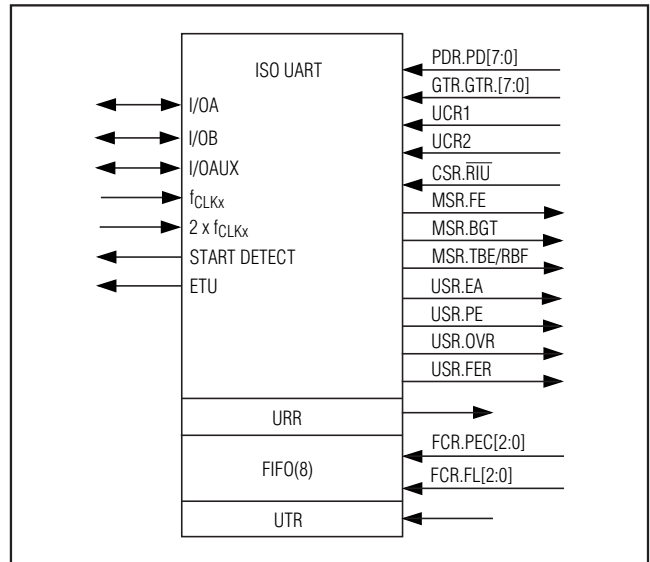 ISO UART
I/OA
I/OB
I/OAUX
fCLKx
2 x fCLKx
START DETECT
ETU
PDR.PD[7:0]
GTR.GTR.[7:0]
UCR1
UCR2
CSR.R̅I̅U̅
MSR.FE
MSR.BGT
MSR.TBE/RBF
USR.EA
USR.PE
USR.OVR
USR.FER
URR
FIFO(8)
FCR.PEC[2:0]
FCR.FL[2:0]
UTR